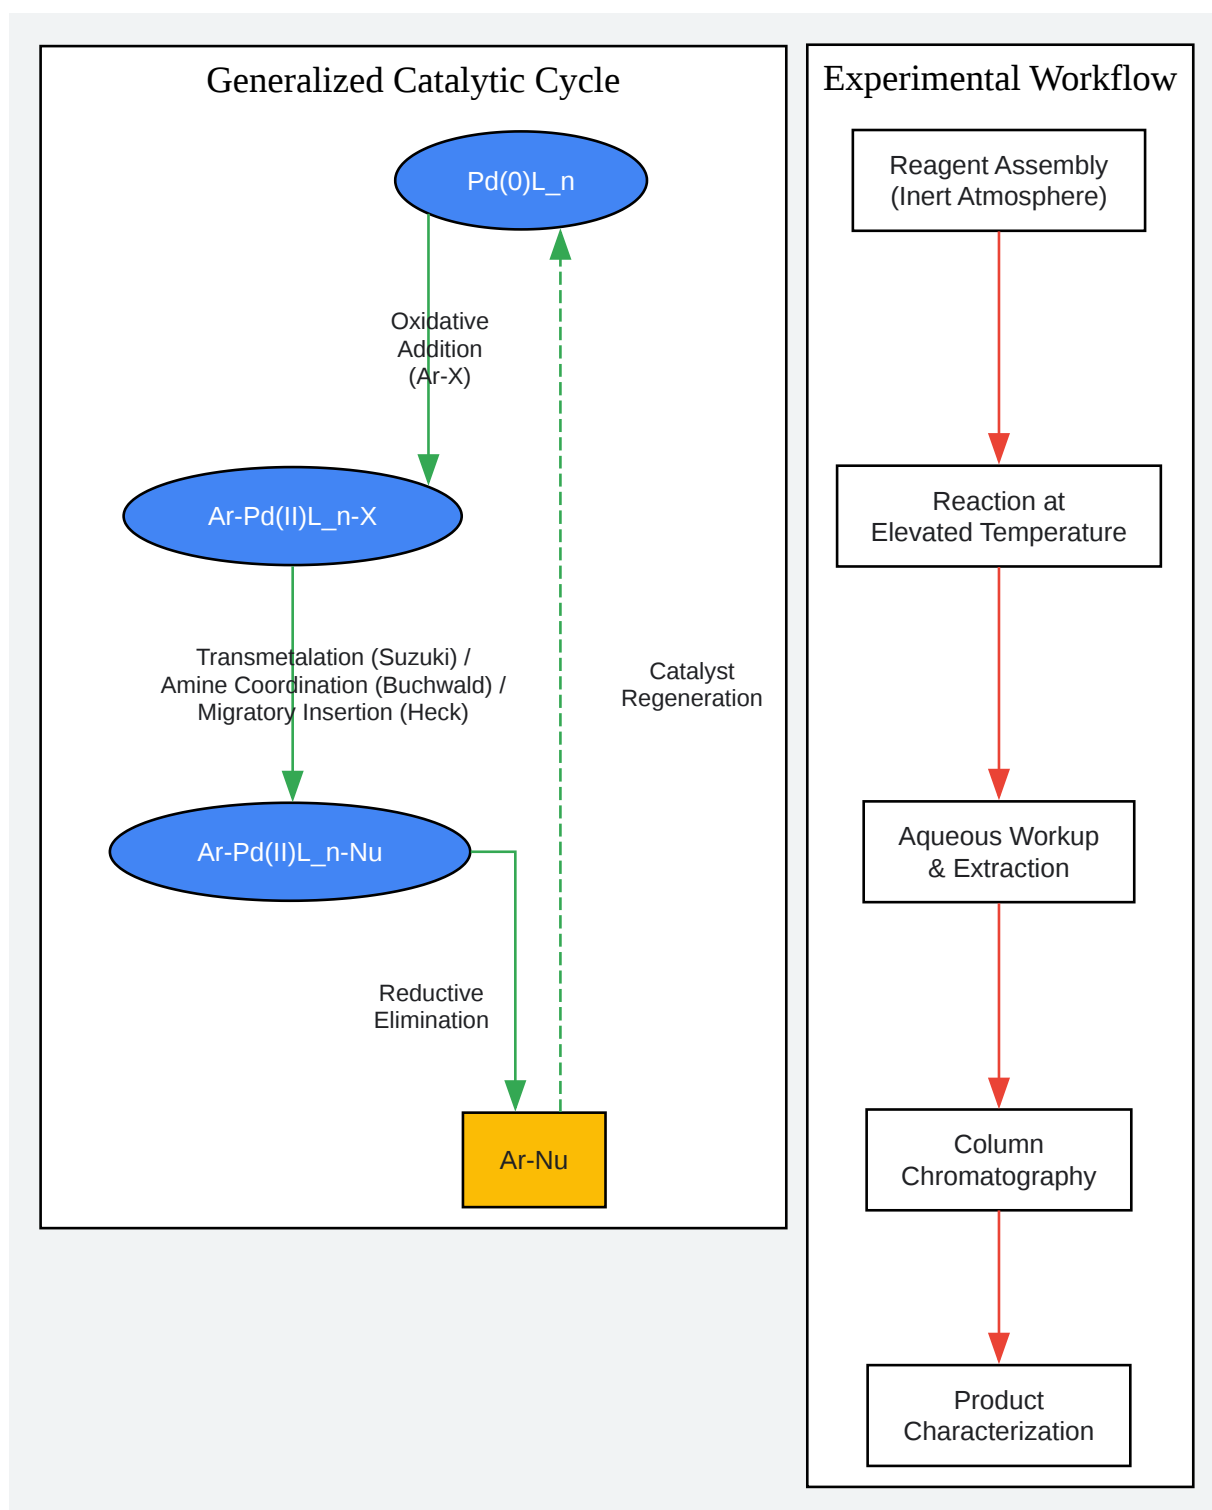 Generalized Catalytic Cycle
Pd(0)L_n
Oxidative
Addition
(Ar-X)
Ar-Pd(II)L_n-X
Transmetalation (Suzuki) /
Amine Coordination (Buchwald) /
Migratory Insertion (Heck)
Catalyst
Regeneration
Ar-Pd(II)L_n-Nu
Reductive
Elimination
Ar-Nu
Experimental Workflow
Reagent Assembly
(Inert Atmosphere)
Reaction at
Elevated Temperature
Aqueous Workup
& Extraction
Column
Chromatography
Product
Characterization